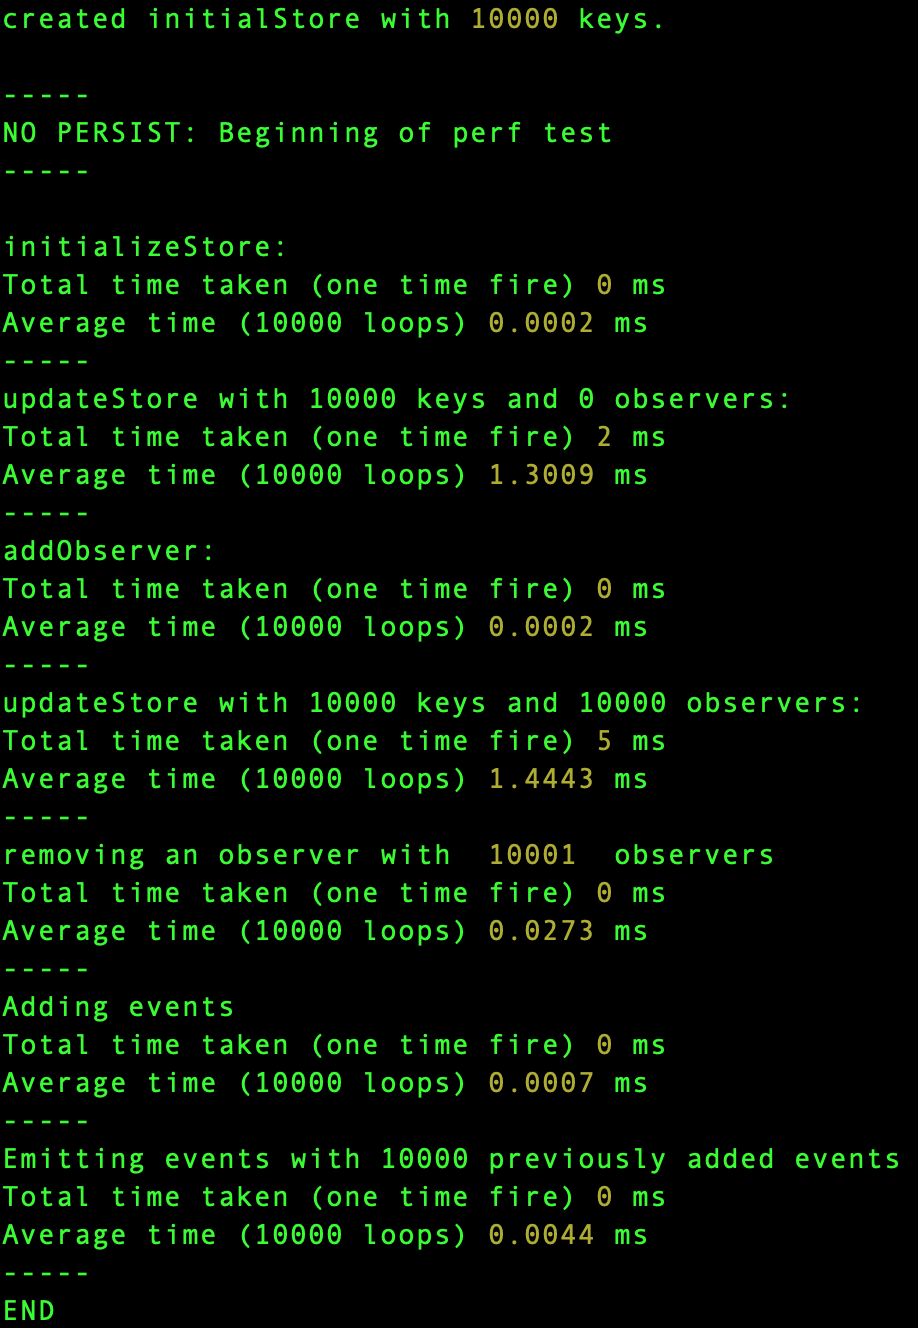 created initialStore with 10000 keys.
-----
NO PERSIST: Beginning of perf test
-----
initializeStore:
Total time taken (one time fire) 0 ms
Average time (10000 loops) 0.0002 ms
-----
updateStore with 10000 keys and 0 observers:
Total time taken (one time fire) 2 ms
Average time (10000 loops) 1.3009 ms
-----
addObserver:
Total time taken (one time fire) 0 ms
Average time (10000 loops) 0.0002 ms
-----
updateStore with 10000 keys and 10000 observers:
Total time taken (one time fire) 5 ms
Average time (10000 loops) 1.4443 ms
-----
removing an observer with  10001  observers
Total time taken (one time fire) 0 ms
Average time (10000 loops) 0.0273 ms
-----
Adding events
Total time taken (one time fire) 0 ms
Average time (10000 loops) 0.0007 ms
-----
Emitting events with 10000 previously added events
Total time taken (one time fire) 0 ms
Average time (10000 loops) 0.0044 ms
-----
END